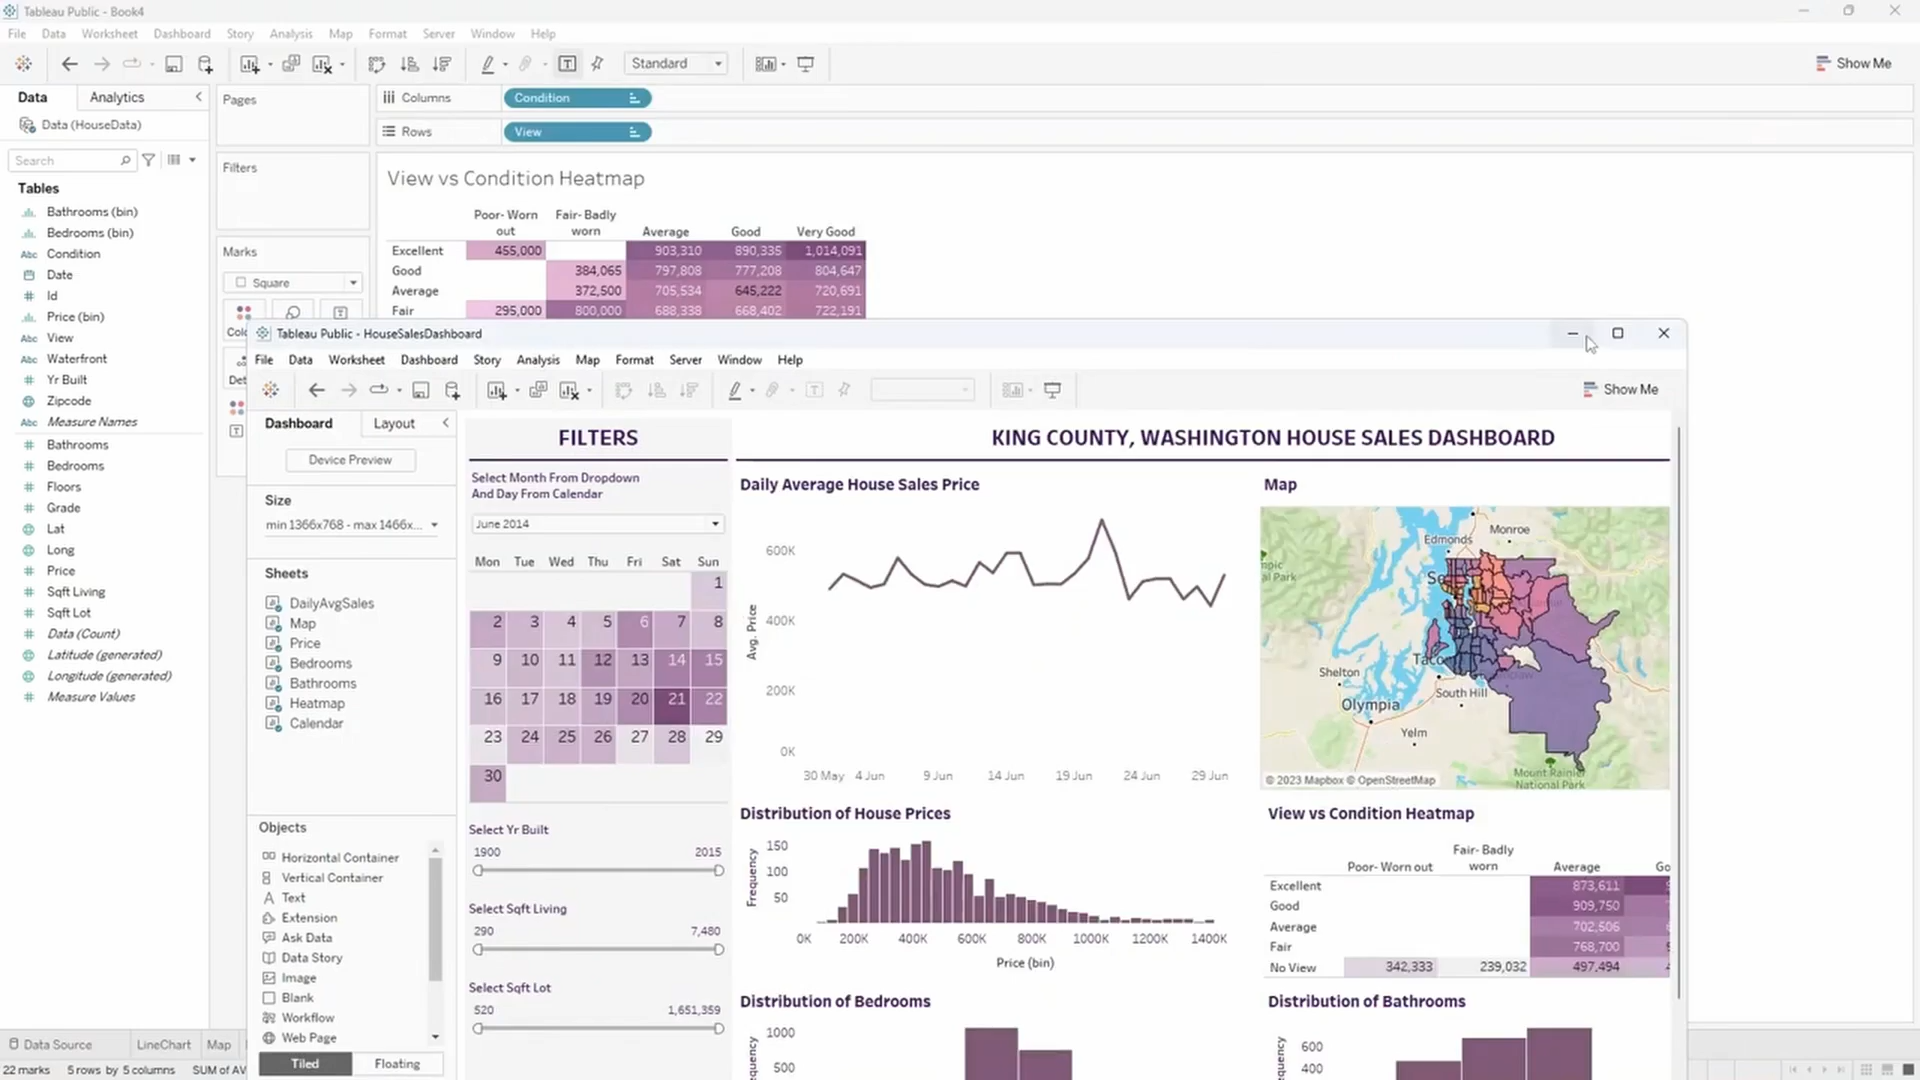 Tableau Public - Book4
File Data Worksheet Dashboard Story Analysis Map Format Server Window Help
Standard
Show Me
Data Analytics
Data (HouseData)
Search
Tables
Bathrooms (bin)
Bedrooms (bin)
Abc Condition
Date
Id
Price (bin)
Abc View
Abc Waterfront
Yr Built
Zipcode
Abc Measure Names
Bathrooms
Bedrooms
Floors
Grade
Lat
Long
Price
Sqft Living
Sqft Lot
Data (Count)
Latitude (generated)
Longitude (generated)
Measure Values
Pages
Filters
Marks
Square
Columns Condition
Rows View
View vs Condition Heatmap
Poor- Worn out Fair- Badly worn Average Good Very Good
Excellent 455,000 903,310 890,335 1,014,091
Good 384,065 797,808 777,208 804,647
Average 372,500 705,534 645,222 720,691
Fair 295,000 800,000 688,338 668,402 722,191
Tableau Public - HouseSalesDashboard
File Data Worksheet Dashboard Story Analysis Map Format Server Window Help
Show Me
Dashboard Layout
Device Preview
Size
min 1366x768 - max 1466x...
Sheets
DailyAvgSales
Map
Price
Bedrooms
Bathrooms
Heatmap
Calendar
Objects
Horizontal Container
Vertical Container
Text
Extension
Ask Data
Data Story
Image
Blank
Workflow
Web Page
Tiled Floating
FILTERS
Select Month From Dropdown
And Day From Calendar
June 2014
Mon Tue Wed Thu Fri Sat Sun
1
2 3 4 5 6 7 8
9 10 11 12 13 14 15
16 17 18 19 20 21 22
23 24 25 26 27 28 29
30
Select Yr Built
1900 2015
Select Sqft Living
290 7,480
Select Sqft Lot
520 1,651,359
KING COUNTY, WASHINGTON HOUSE SALES DASHBOARD
Daily Average House Sales Price
Avg. Price
600K
400K
200K
0K
30 May 4 Jun 9 Jun 14 Jun 19 Jun 24 Jun 29 Jun
Map
Monroe
Edmonds
Shelton
South Hill
Olympia
Yelm
Mount Rainier
National Park
© 2023 Mapbox © OpenStreetMap
Distribution of House Prices
Frequency
150
100
50
0K 200K 400K 600K 800K 1000K 1200K 1400K
Price (bin)
View vs Condition Heatmap
Poor- Worn out Fair- Badly worn Average Go
Excellent 873,611
Good 909,750
Average 702,506
Fair 768,700
No View 342,333 239,032 497,494
Distribution of Bedrooms
1000
500
Distribution of Bathrooms
600
400
Data Source LineChart Map
22 marks 5 rows by 5 columns SUM of AV